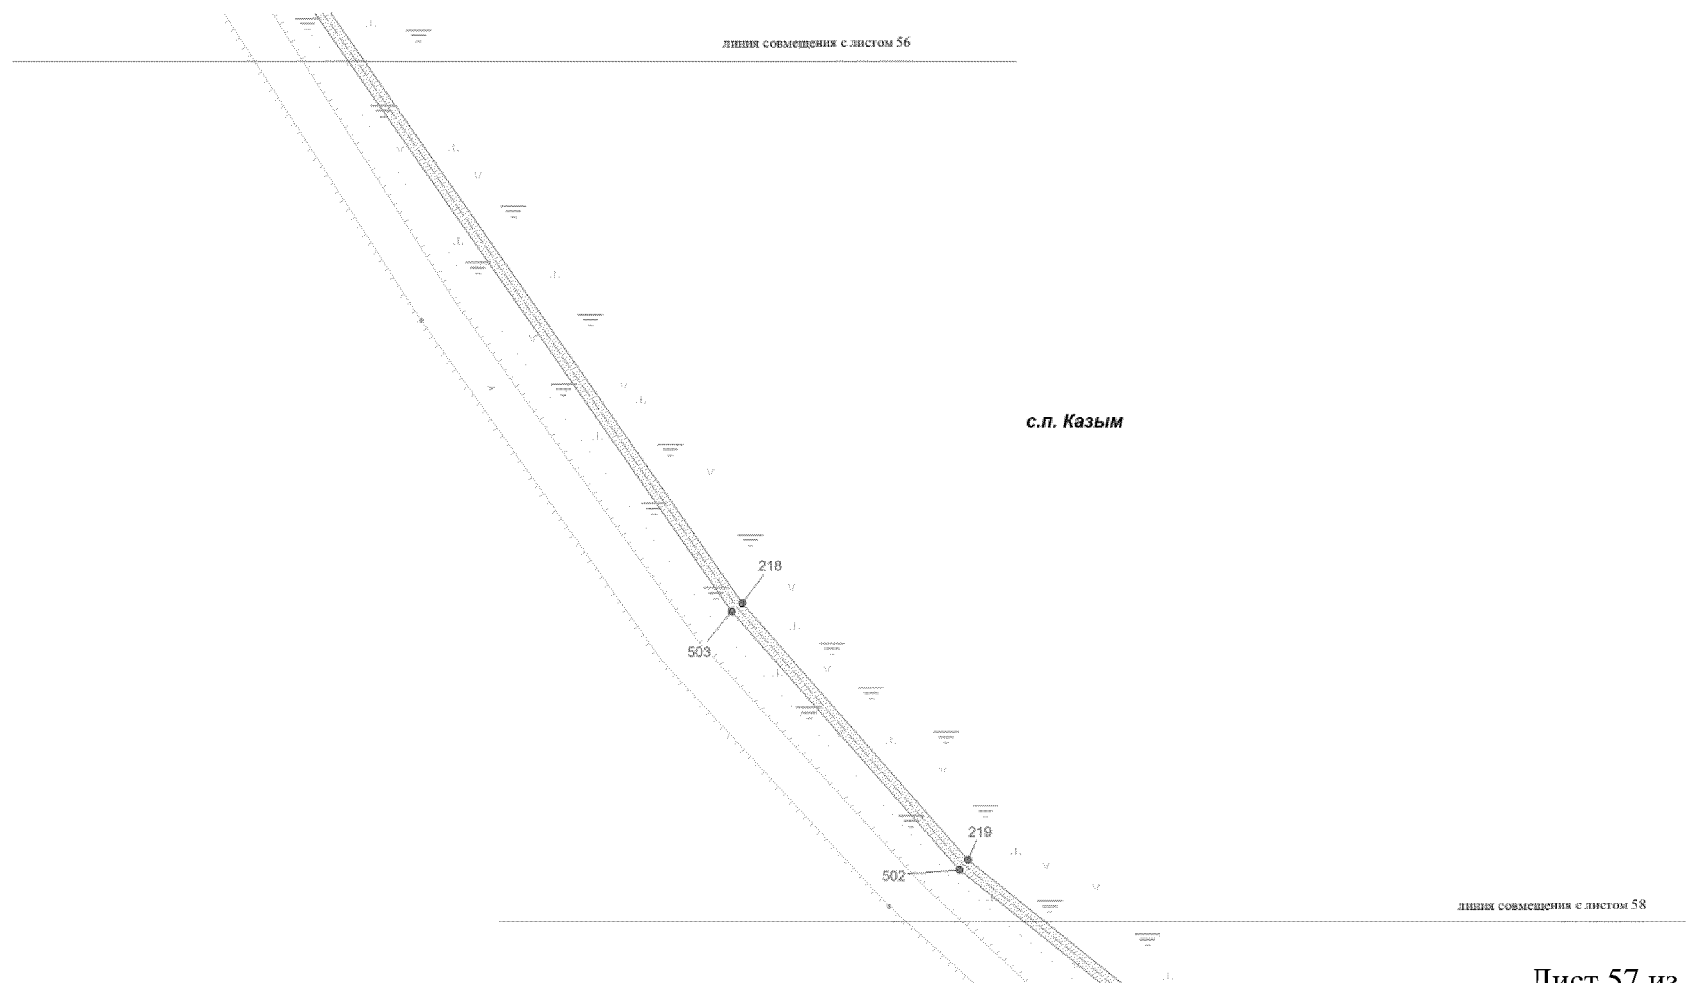 линия совмещения с листом 56
с.п. Казым
218
503
219
502
линия совмещения с листом 58
Лист 57 из